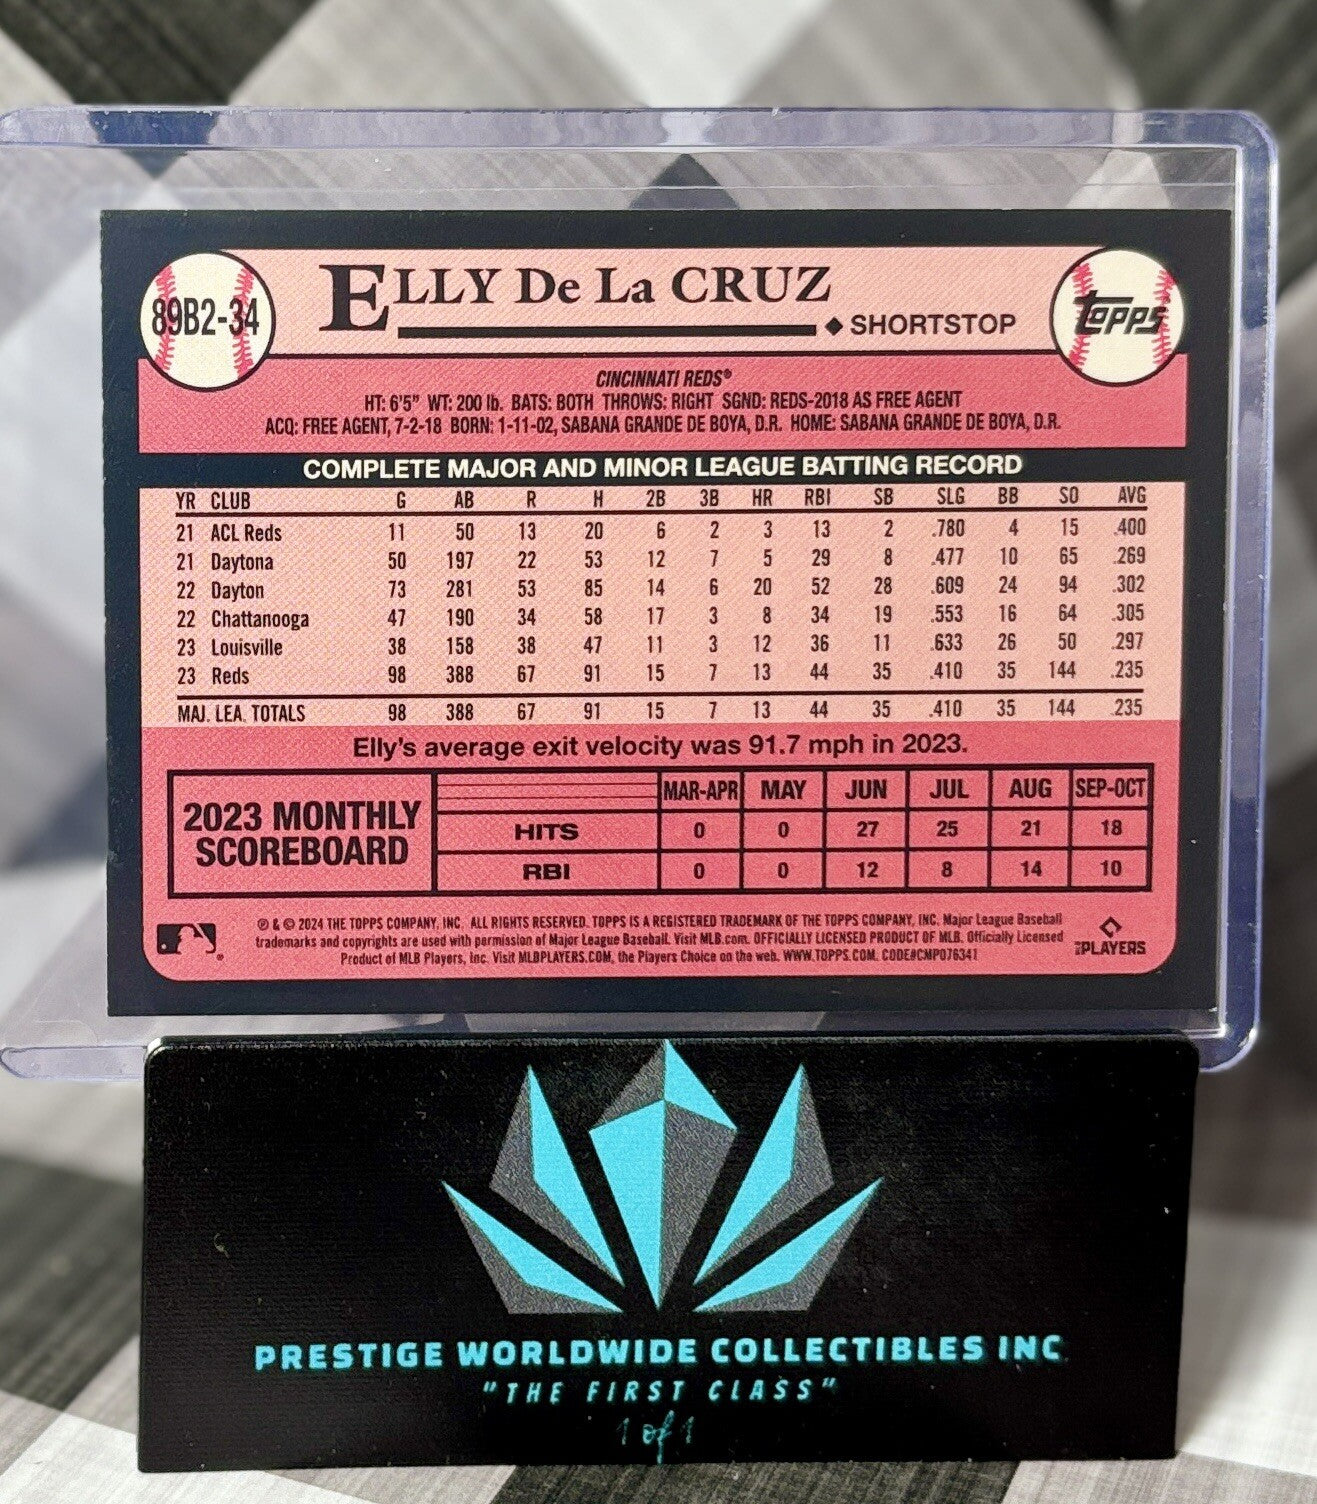 89B2-34
ELLY De La CRUZ
◆ SHORTSTOP
TOPPS
CINCINNATI REDS®
HT: 6'5" WT: 200 lb. BATS: BOTH THROWS: RIGHT SGND: REDS-2018 AS FREE AGENT
ACQ: FREE AGENT, 7-2-18 BORN: 1-11-02, SABANA GRANDE DE BOYA, D.R. HOME: SABANA GRANDE DE BOYA, D.R.
COMPLETE MAJOR AND MINOR LEAGUE BATTING RECORD
YR CLUB G AB R H 2B 3B HR RBI SB SLG BB SO AVG
21 ACL Reds 11 50 13 20 6 2 3 13 2 .780 4 15 .400
21 Daytona 50 197 22 53 12 7 5 29 8 .477 10 65 .269
22 Dayton 73 281 53 85 14 6 20 52 28 .609 24 94 .302
22 Chattanooga 47 190 34 58 17 3 8 34 19 .553 16 64 .305
23 Louisville 38 158 38 47 11 3 12 36 11 .633 26 50 .297
23 Reds 98 388 67 91 15 7 13 44 35 .410 35 144 .235
MAJ. LEA. TOTALS 98 388 67 91 15 7 13 44 35 .410 35 144 .235
Elly's average exit velocity was 91.7 mph in 2023.
2023 MONTHLY
SCOREBOARD
MAR-APR MAY JUN JUL AUG SEP-OCT
HITS 0 0 27 25 21 18
RBI 0 0 12 8 14 10
® & © 2024 THE TOPPS COMPANY, INC. ALL RIGHTS RESERVED. TOPPS IS A REGISTERED TRADEMARK OF THE TOPPS COMPANY, INC. Major League Baseball
trademarks and copyrights are used with permission of Major League Baseball. Visit MLB.com. OFFICIALLY LICENSED PRODUCT OF MLB. Officially Licensed
Product of MLB Players, Inc. Visit MLBPLAYERS.COM, the Players Choice on the web. WWW.TOPPS.COM. CODE#CMP076341
MLB PLAYERS
PRESTIGE WORLDWIDE COLLECTIBLES INC
"THE FIRST CLASS"
1 of 1